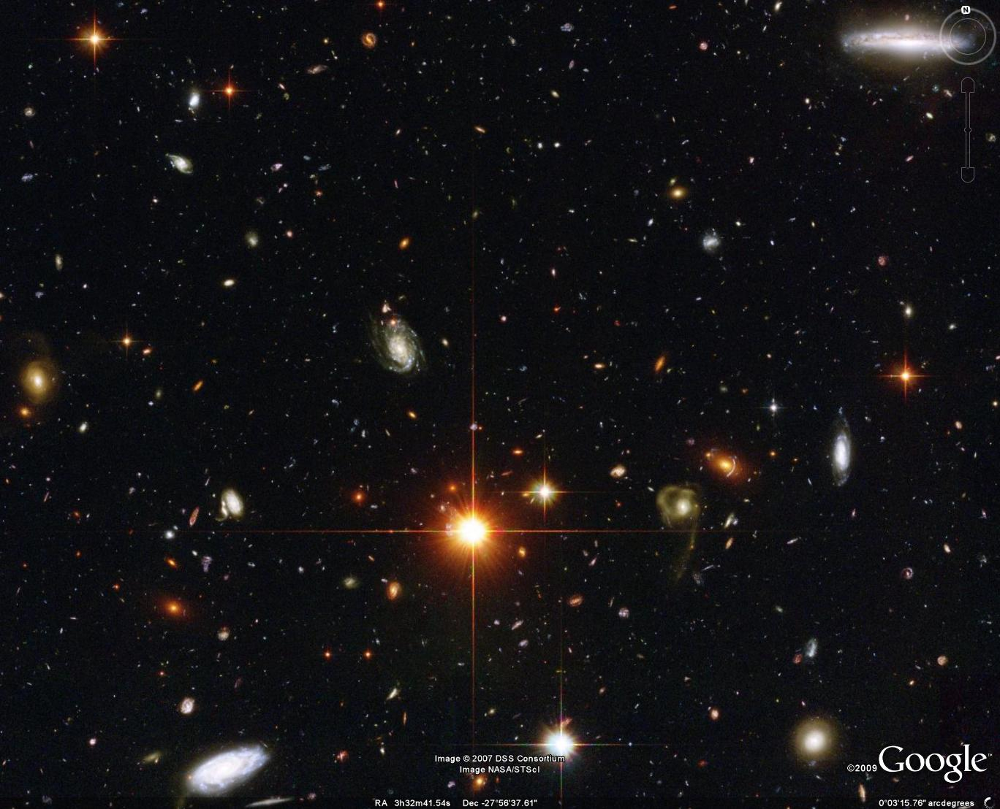 N
Image © 2007 DSS Consortium
Image NASA/STScI
©2009 Google™
RA 3h32m41.54s Dec -27°56'37.61" 0°03'15.76" arcdegrees